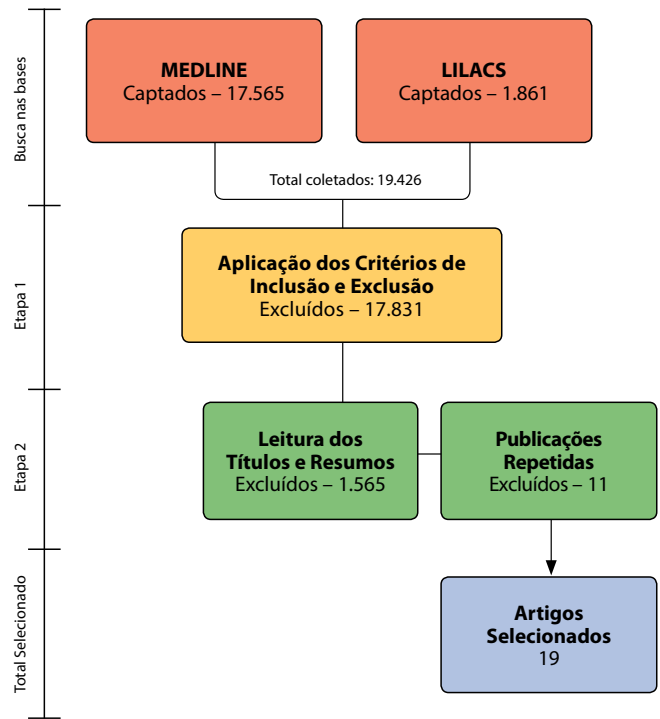 Busca nas bases
MEDLINE
Captados – 17.565
LILACS
Captados – 1.861
Total coletados: 19.426
Etapa 1
Aplicação dos Critérios de
Inclusão e Exclusão
Excluídos – 17.831
Etapa 2
Leitura dos
Títulos e Resumos
Excluídos – 1.565
Publicações
Repetidas
Excluídos – 11
Total Selecionado
Artigos
Selecionados
19